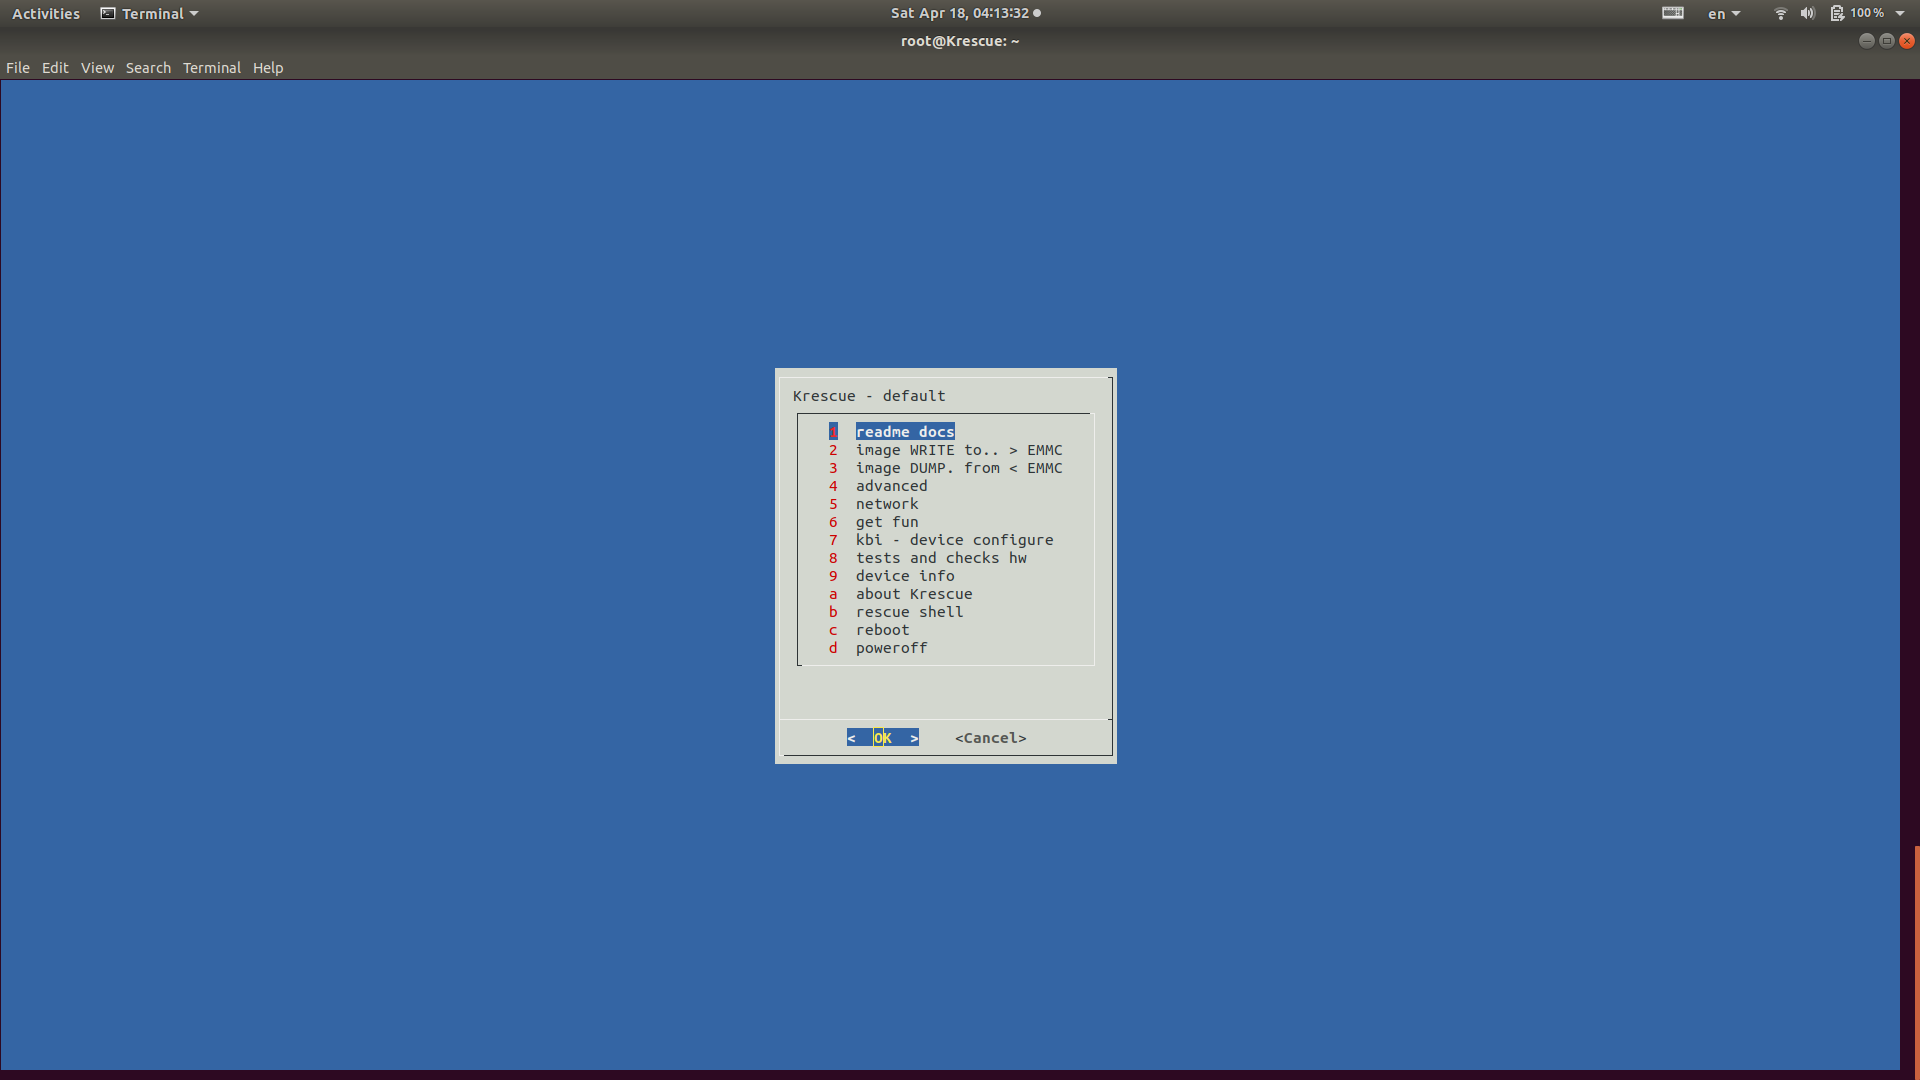 Activities Terminal Sat Apr 18, 04:13:32 en 100 %
root@Krescue: ~
File Edit View Search Terminal Help
Krescue - default
1 readme docs
2 image WRITE to.. > EMMC
3 image DUMP. from < EMMC
4 advanced
5 network
6 get fun
7 kbi - device configure
8 tests and checks hw
9 device info
a about Krescue
b rescue shell
c reboot
d poweroff
< OK > <Cancel>